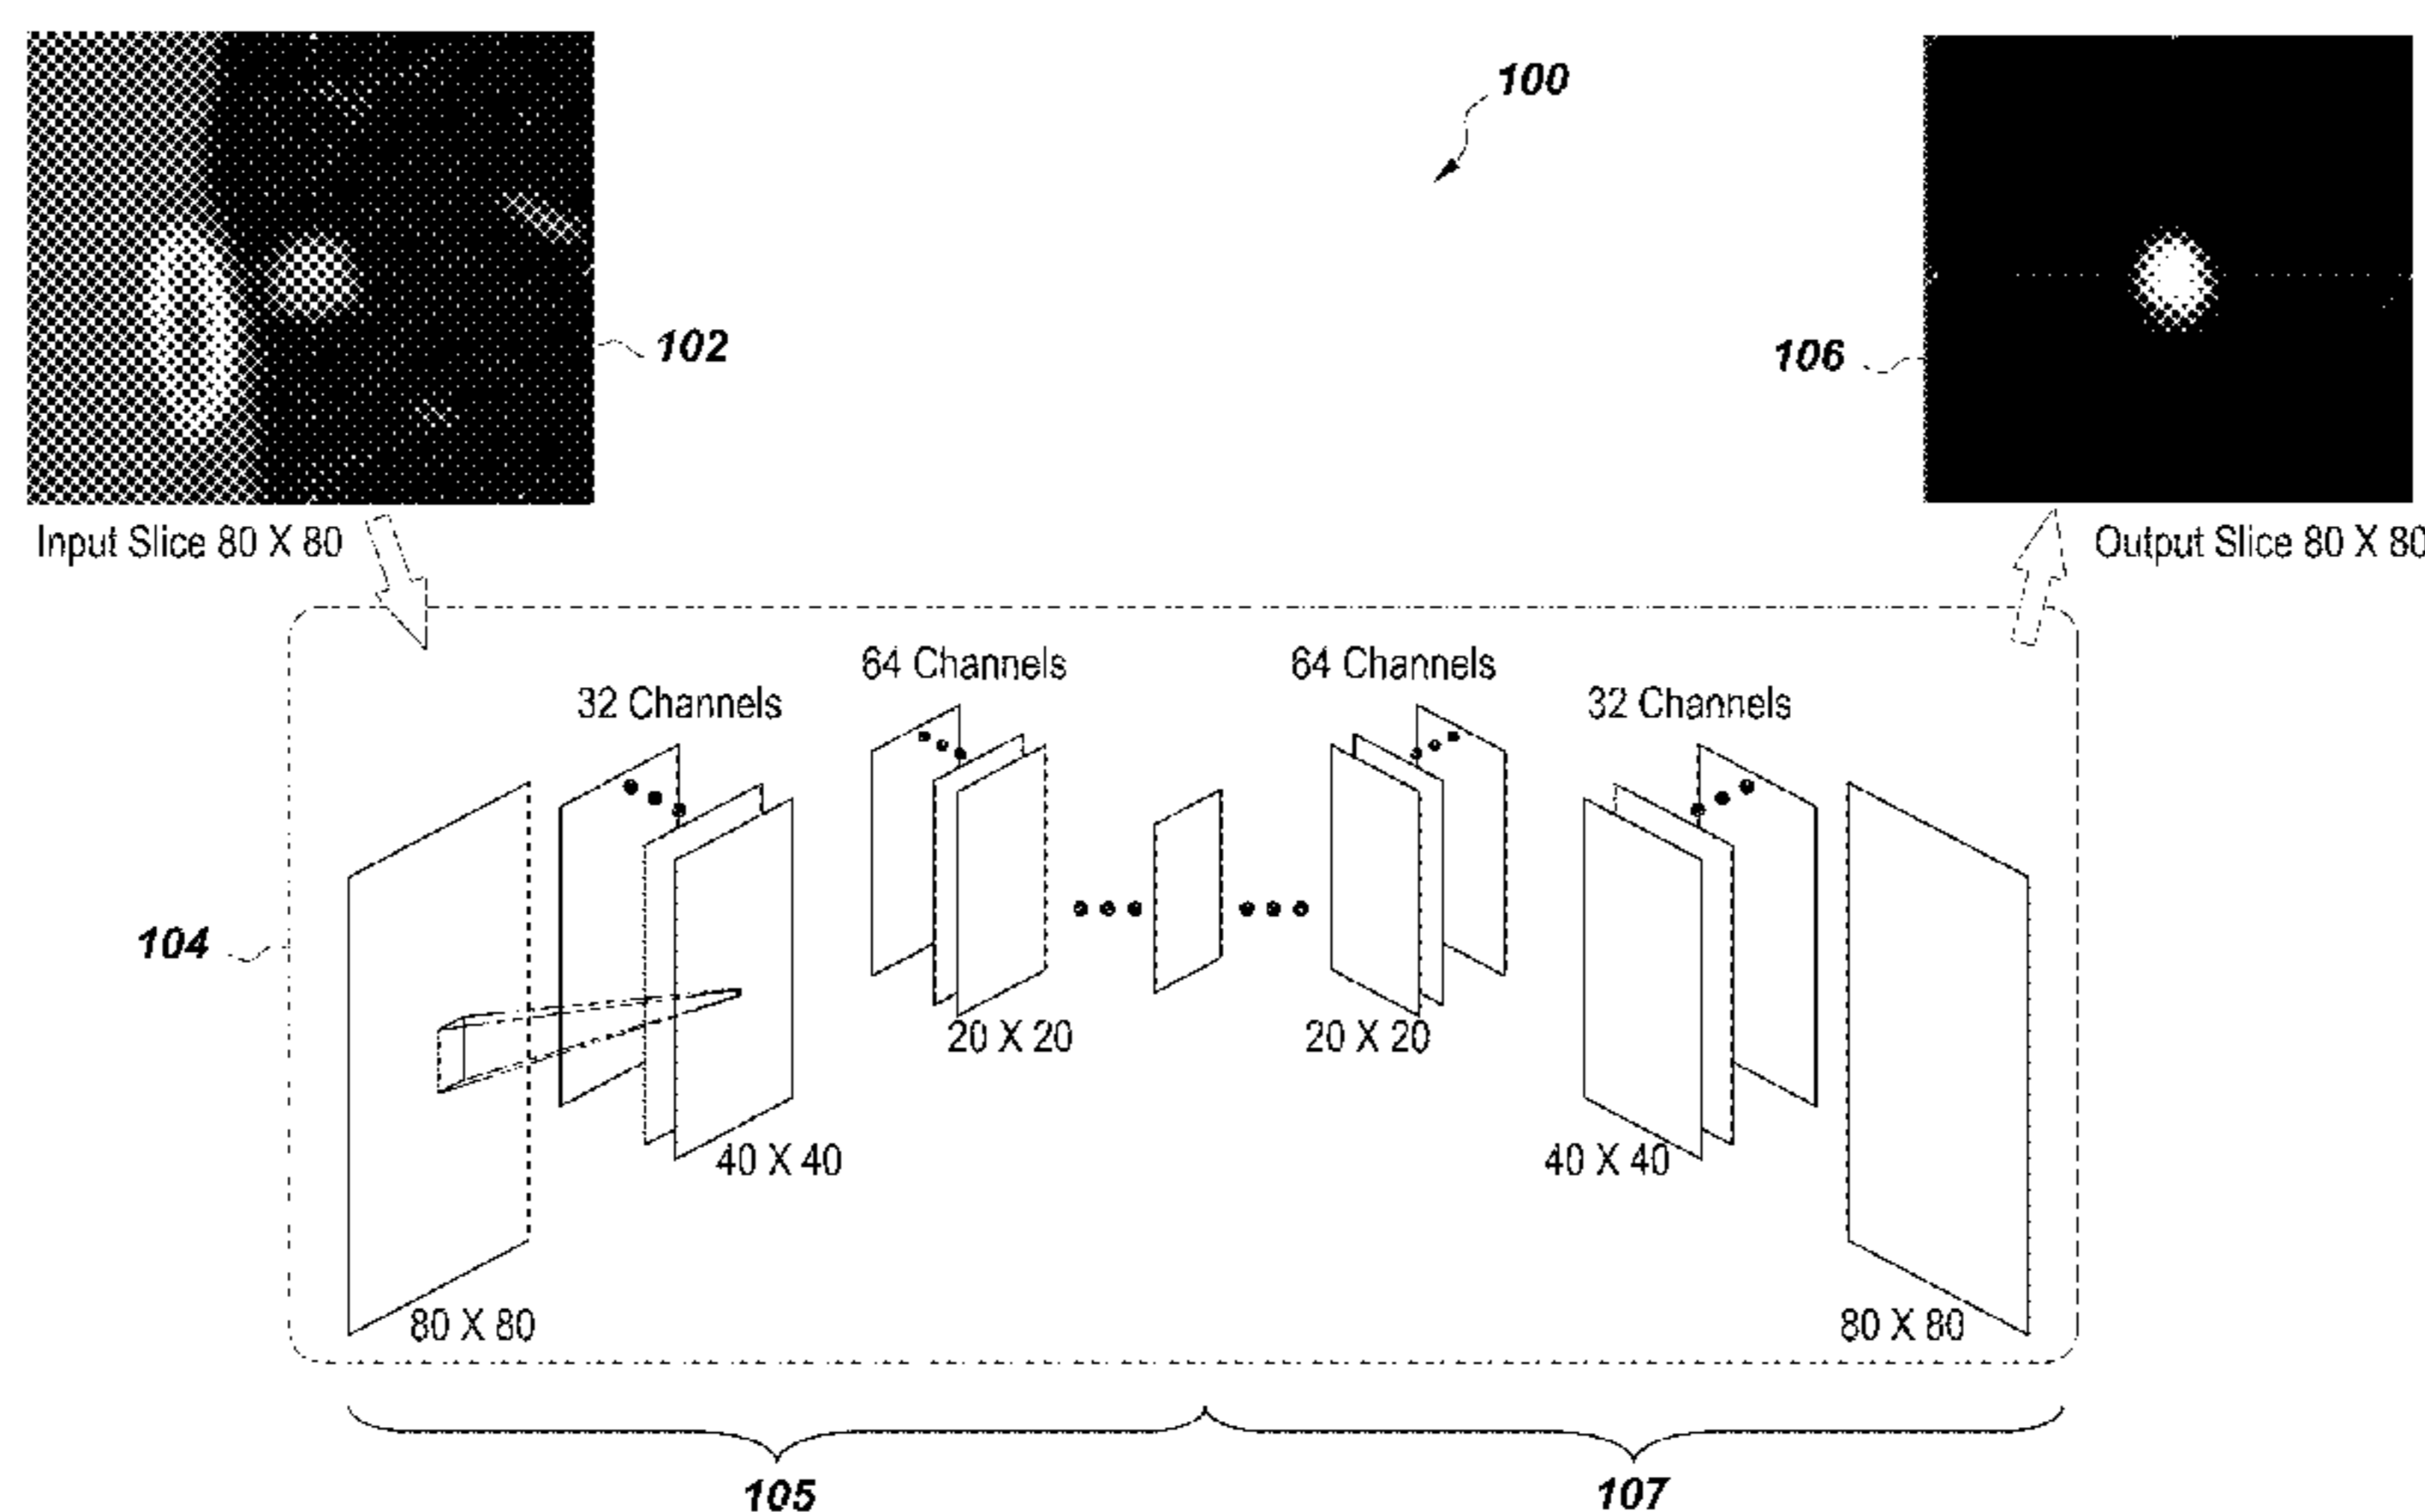 100
102
106
Input Slice 80 X 80
Output Slice 80 X 80
64 Channels
64 Channels
32 Channels
32 Channels
104
20 X 20
20 X 20
40 X 40
40 X 40
80 X 80
80 X 80
105
107